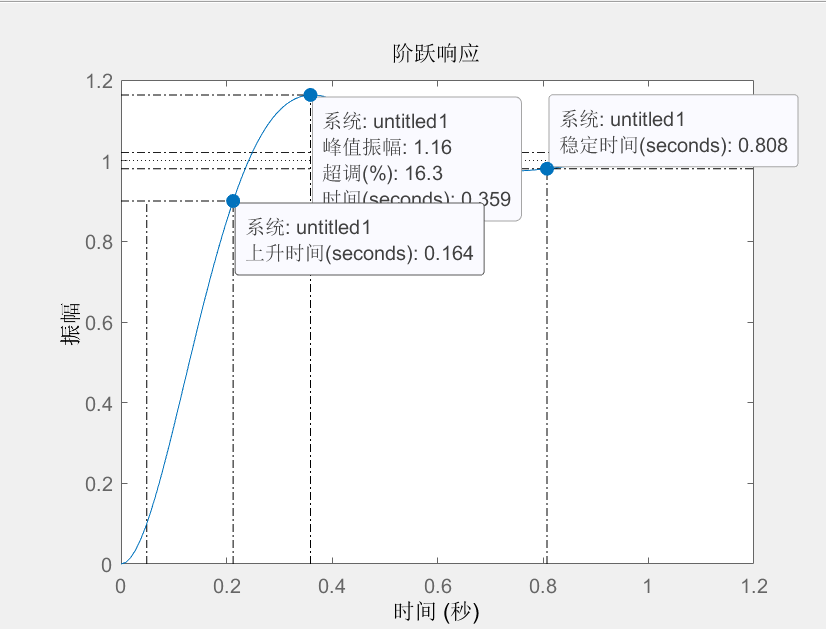 阶跃响应
1.2
1
0.8
0.6
0.4
0.2
0
振幅
系统: untitled1
峰值振幅: 1.16
超调(%): 16.3
时间(seconds): 0.359
系统: untitled1
稳定时间(seconds): 0.808
系统: untitled1
上升时间(seconds): 0.164
0 0.2 0.4 0.6 0.8 1 1.2
时间 (秒)